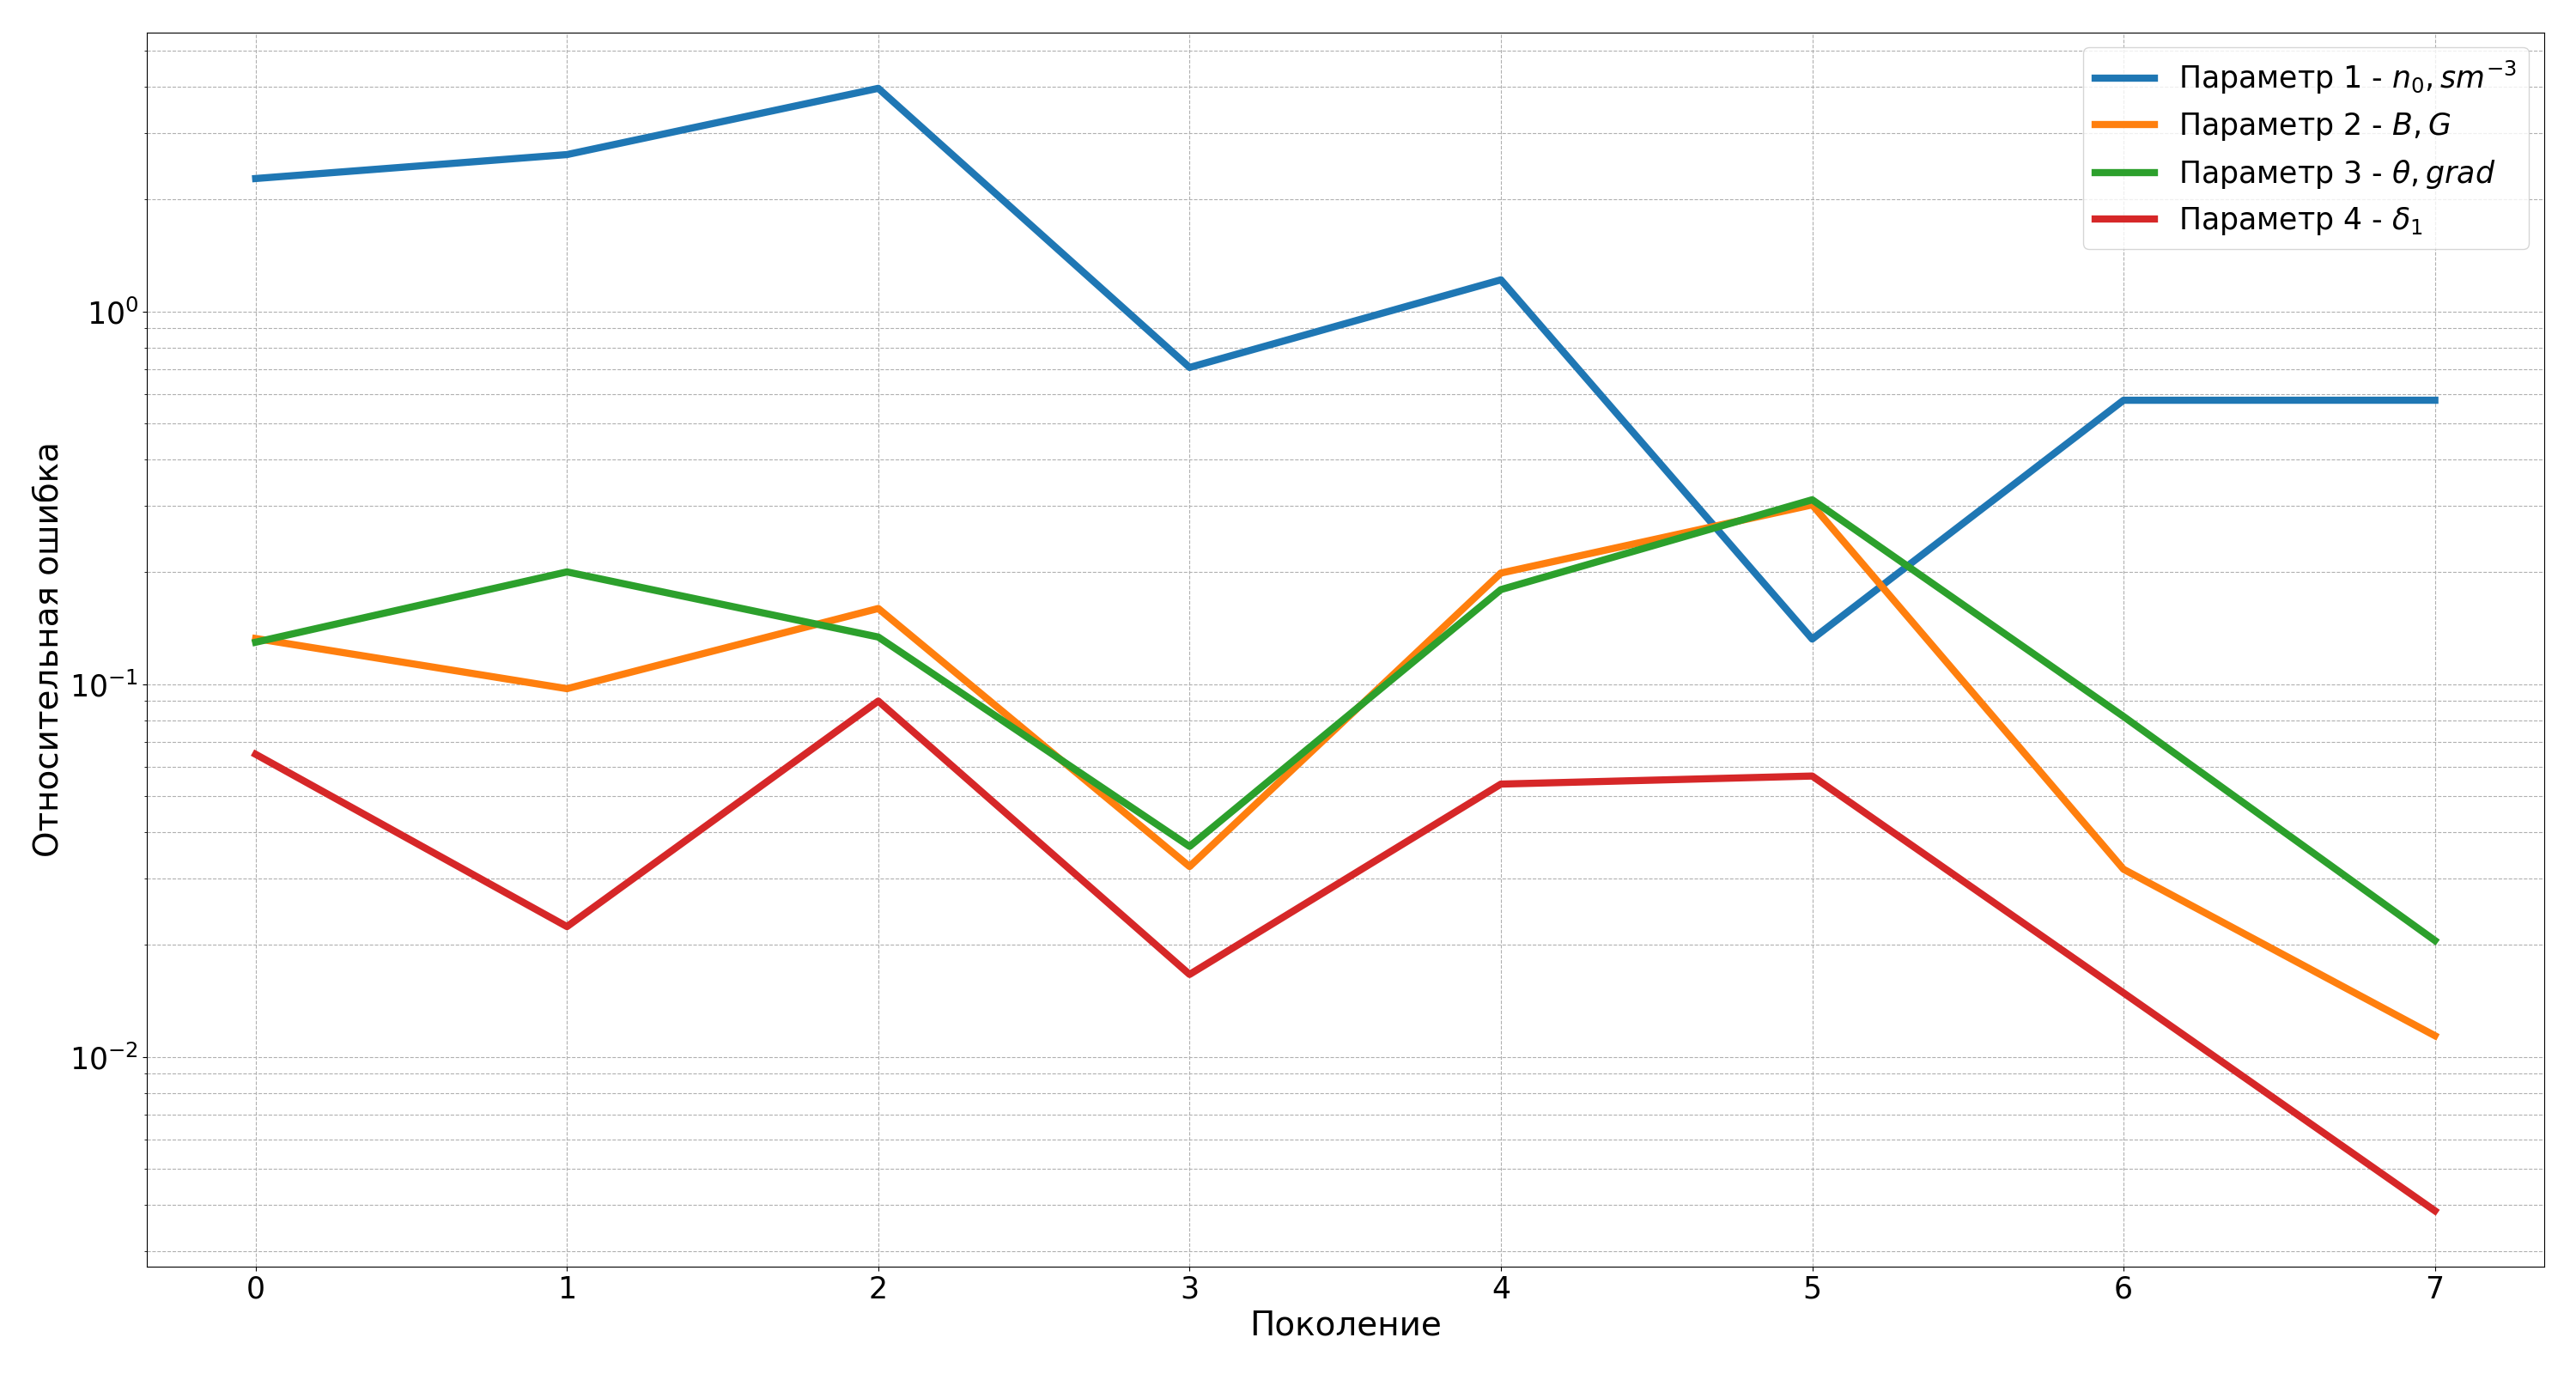 Параметр 1 - n₀, sm⁻³
Параметр 2 - B, G
Параметр 3 - θ, grad
Параметр 4 - δ₁
Относительная ошибка
10⁰
10⁻¹
10⁻²
0 1 2 3 4 5 6 7
Поколение